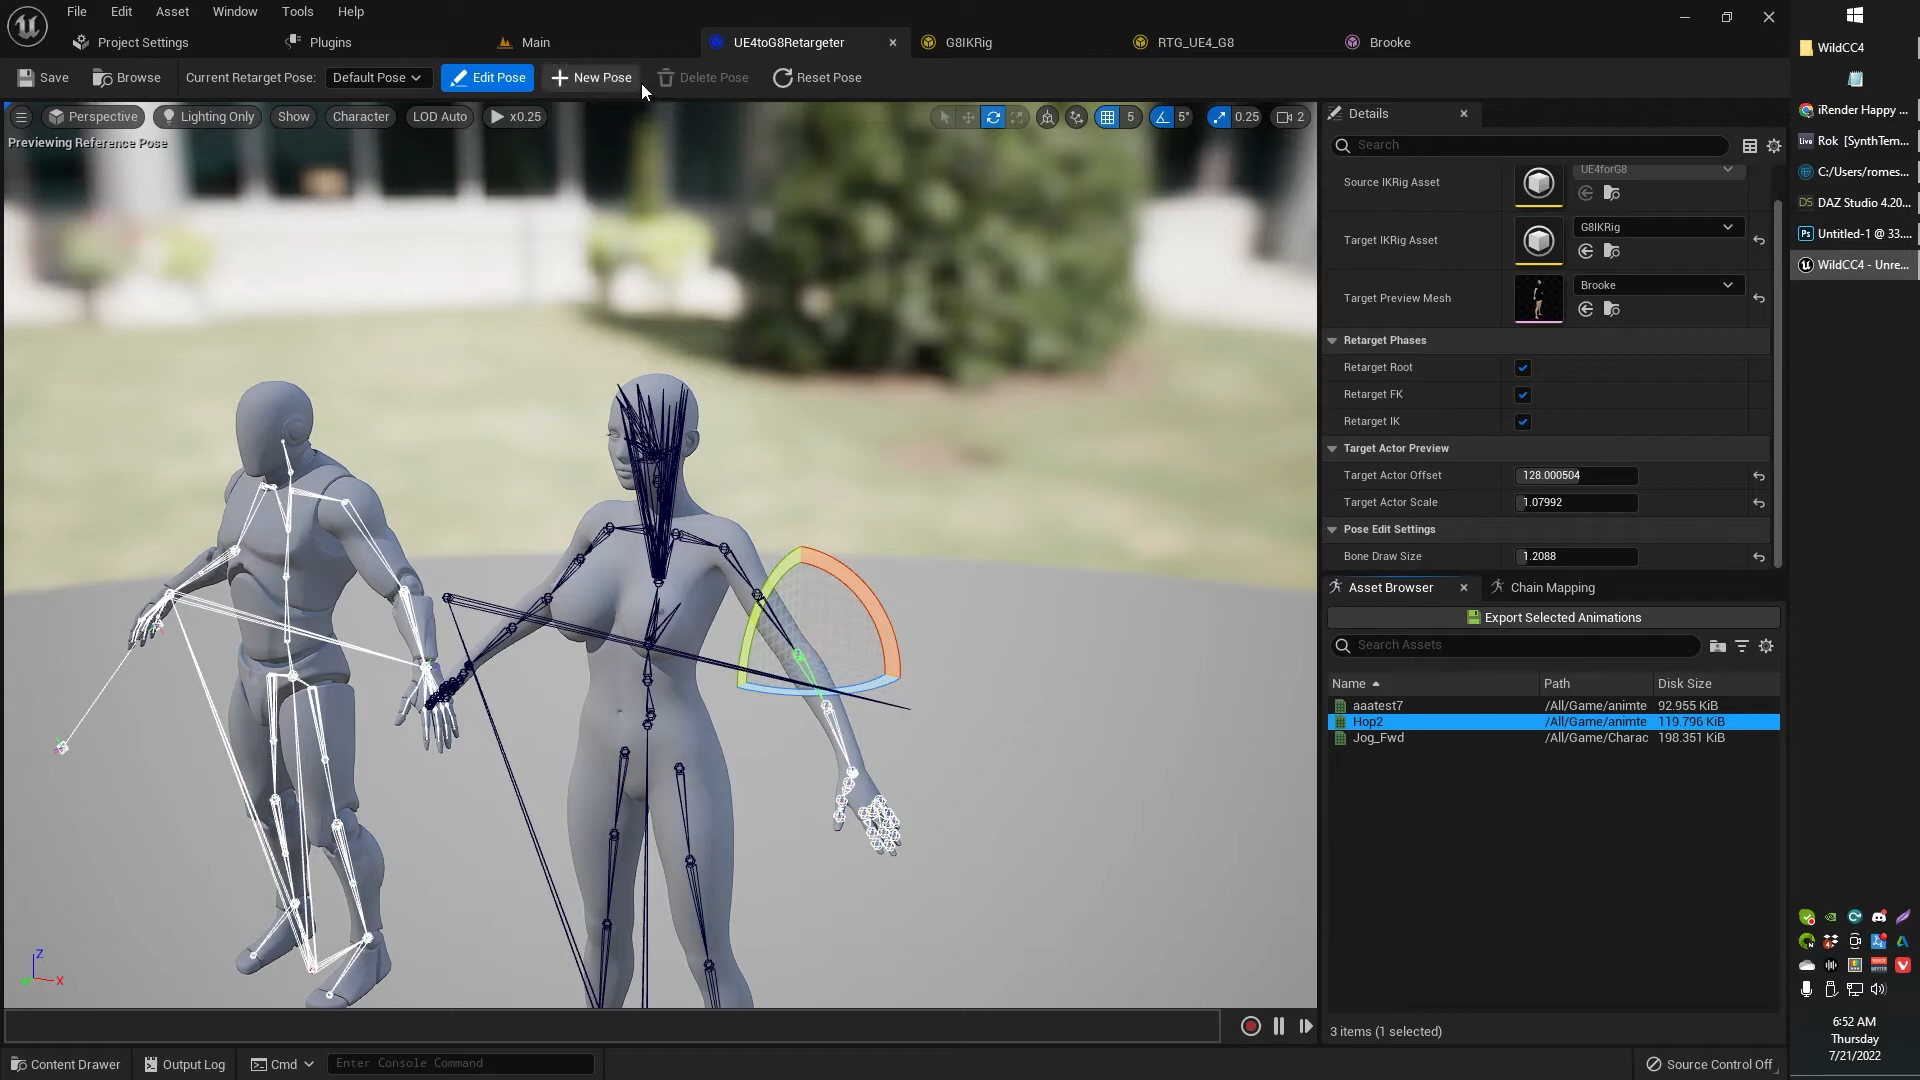 File Edit Asset Window Tools Help
Project Settings Plugins Main UE4toG8Retargeter G8IKRig RTG_UE4_G8 Brooke
Save Browse Current Retarget Pose: Default Pose Edit Pose New Pose Delete Pose Reset Pose
Perspective Lighting Only Show Character LOD Auto x0.25 5 5° 0.25 2
Previewing Reference Pose
Z
X
Details
Search
Source IKRig Asset UE4forG8
Target IKRig Asset G8IKRig
Target Preview Mesh Brooke
Retarget Phases
Retarget Root
Retarget FK
Retarget IK
Target Actor Preview
Target Actor Offset 128.000504
Target Actor Scale 1.07992
Pose Edit Settings
Bone Draw Size 1.2088
Asset Browser Chain Mapping
Export Selected Animations
Search Assets
Name Path Disk Size
aaatest7 /All/Game/animte 92.955 KiB
Hop2 /All/Game/animte 119.796 KiB
Jog_Fwd /All/Game/Charac 198.351 KiB
3 items (1 selected)
Content Drawer Output Log Cmd Enter Console Command Source Control Off
WildCC4
iRender Happy ...
Live Rok [SynthTem...
C:/Users/romes...
DS DAZ Studio 4.20...
Ps Untitled-1 @ 33....
WildCC4 - Unre...
6:52 AM
Thursday
7/21/2022